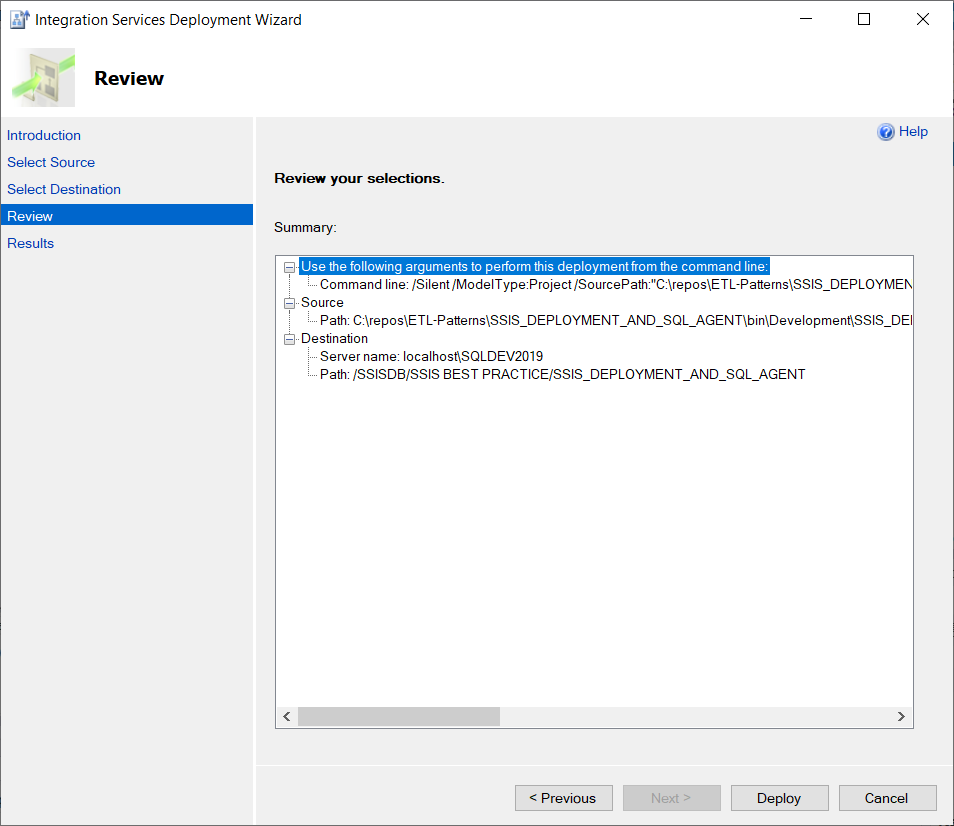 Integration Services Deployment Wizard
Review
Introduction
Select Source
Select Destination
Review
Results
Help
Review your selections.
Summary:
Use the following arguments to perform this deployment from the command line:
Command line: /Silent /ModelType:Project /SourcePath:"C:\repos\ETL-Patterns\SSIS_DEPLOYMEN
Source
Path: C:\repos\ETL-Patterns\SSIS_DEPLOYMENT_AND_SQL_AGENT\bin\Development\SSIS_DEI
Destination
Server name: localhost\SQLDEV2019
Path: /SSISDB/SSIS BEST PRACTICE/SSIS_DEPLOYMENT_AND_SQL_AGENT
< Previous
Next >
Deploy
Cancel